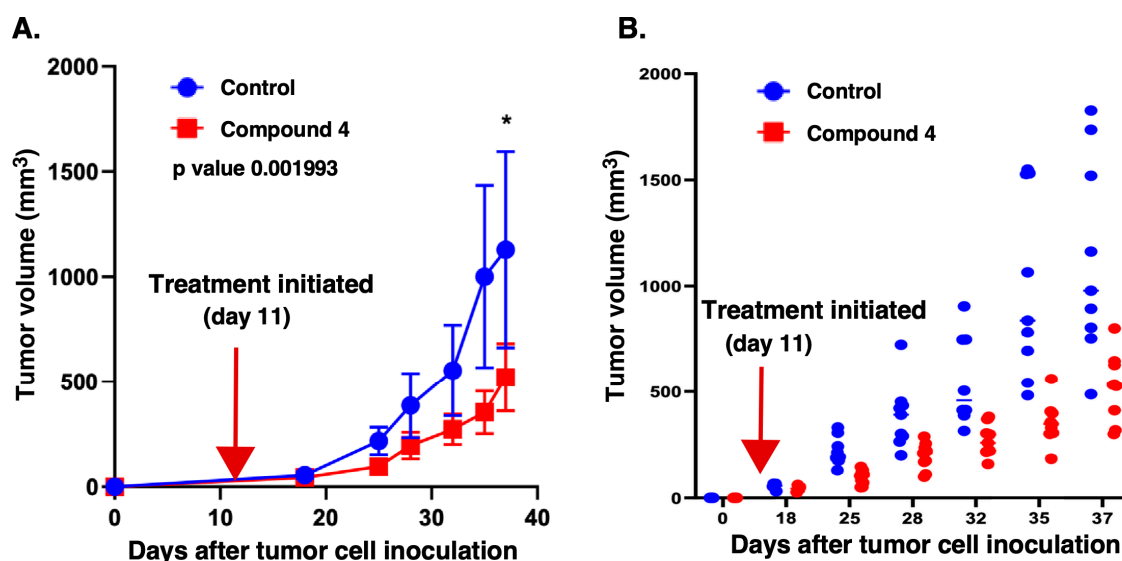 A.
2000
1500
1000
500
0
Tumor volume (mm³)
Control
Compound 4
p value 0.001993
*
Treatment initiated
(day 11)
0 10 20 30 40
Days after tumor cell inoculation
B.
2000
1500
1000
500
0
Tumor volume (mm³)
Control
Compound 4
Treatment initiated
(day 11)
0 18 25 28 32 35 37
Days after tumor cell inoculation